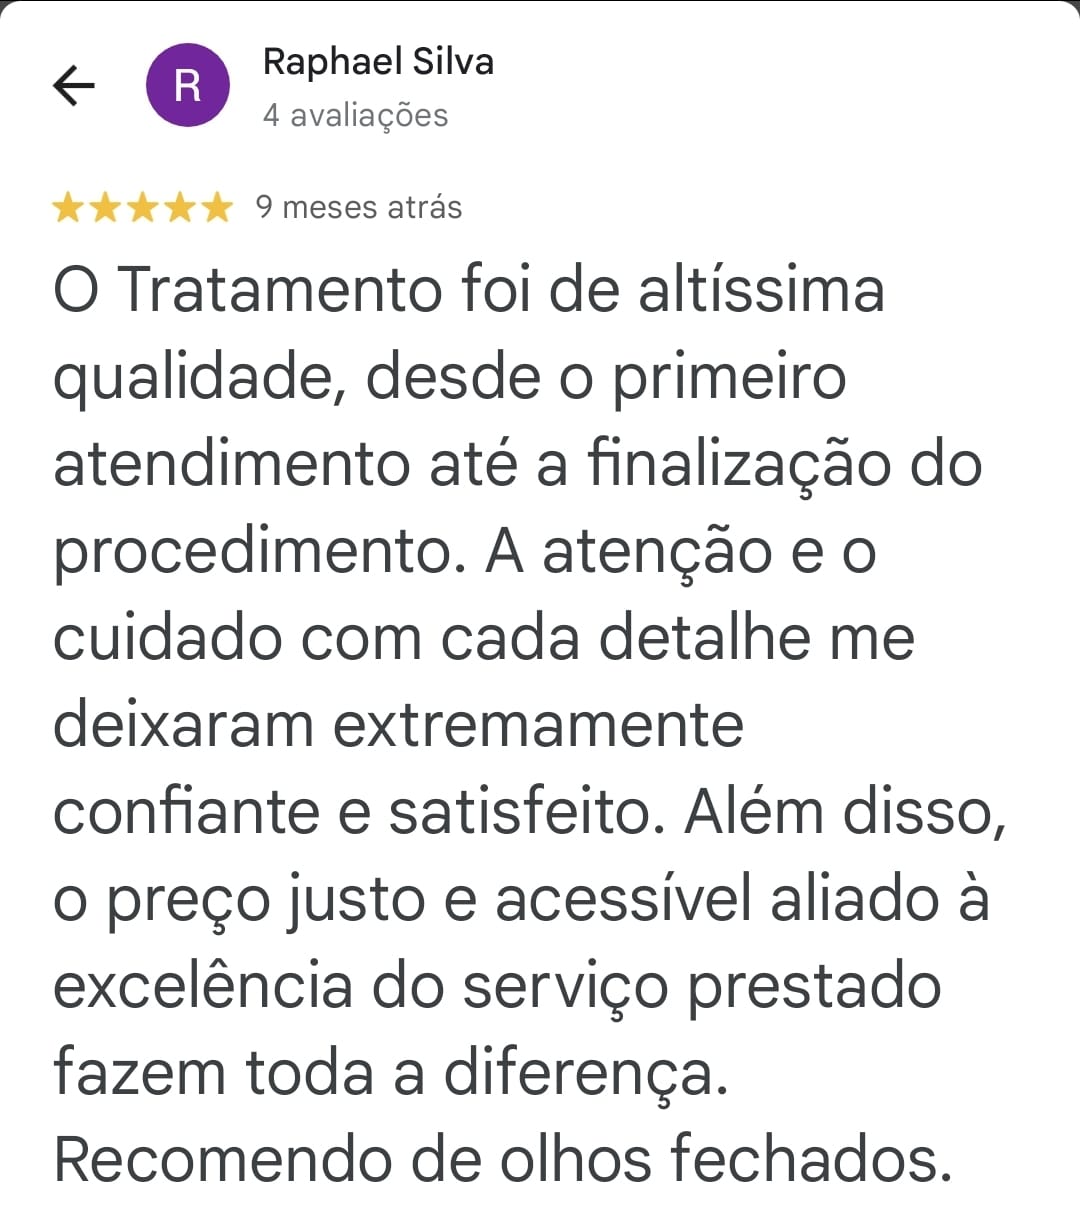 R
Raphael Silva
4 avaliações
9 meses atrás
O Tratamento foi de altíssima
qualidade, desde o primeiro
atendimento até a finalização do
procedimento. A atenção e o
cuidado com cada detalhe me
deixaram extremamente
confiante e satisfeito. Além disso,
o preço justo e acessível aliado à
excelência do serviço prestado
fazem toda a diferença.
Recomendo de olhos fechados.